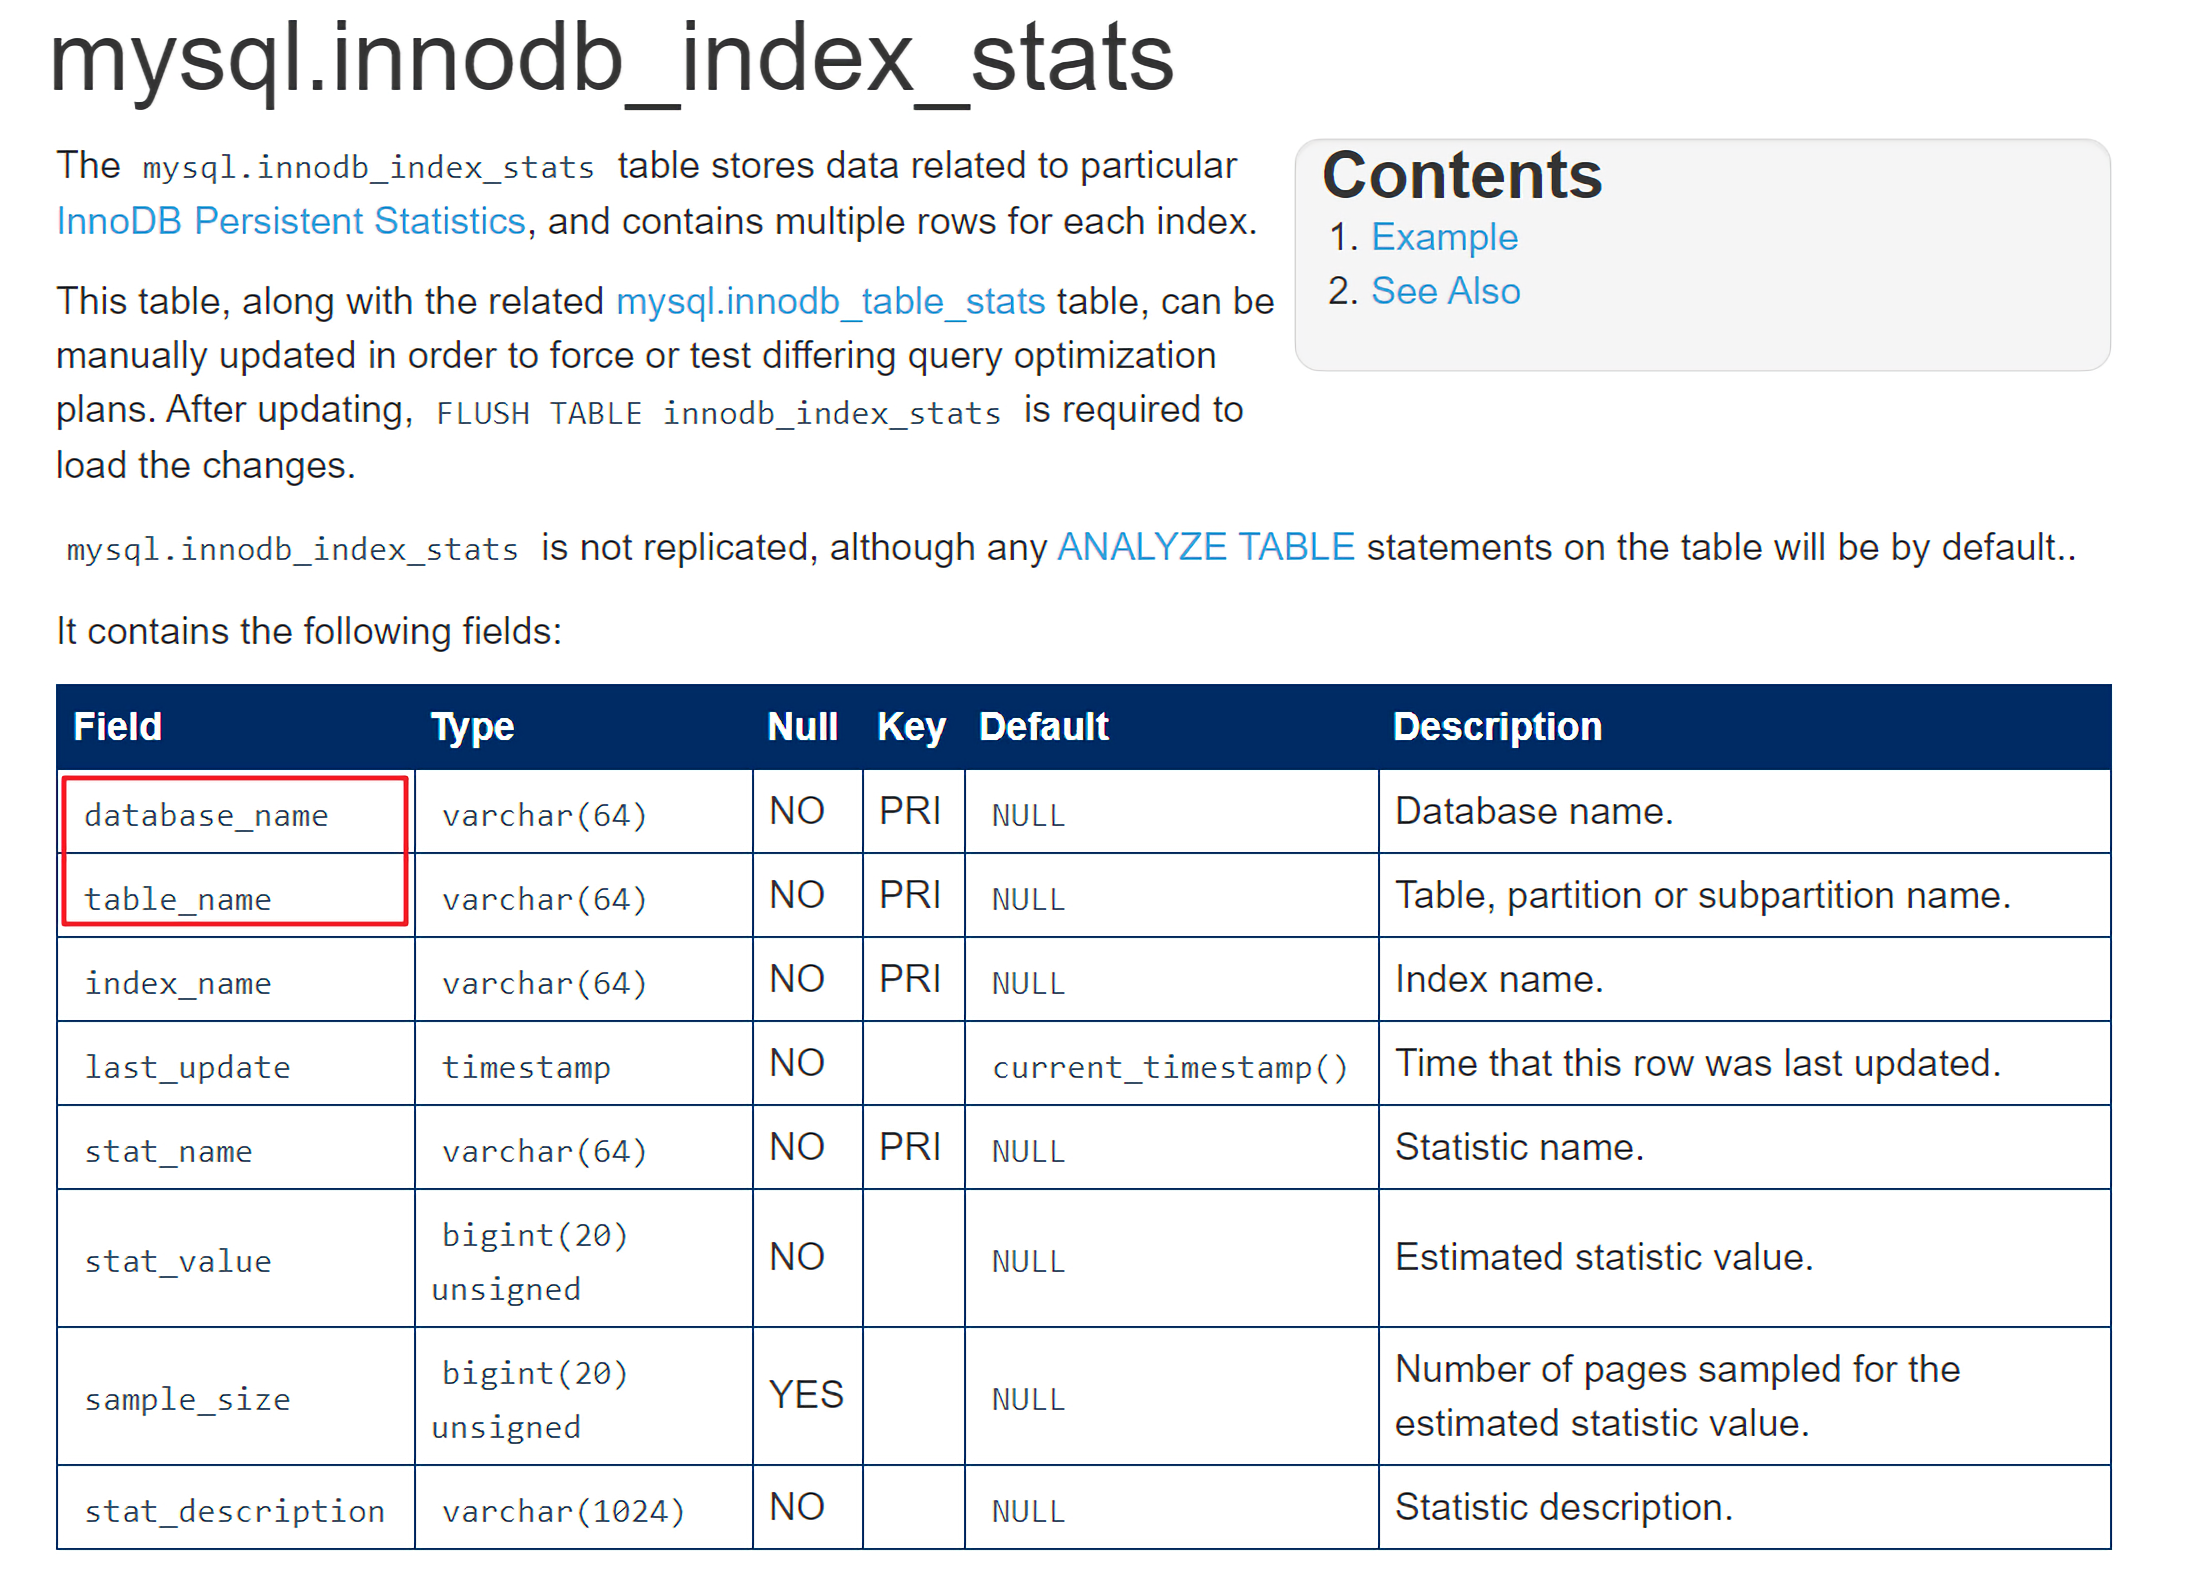 mysql.innodb_index_stats
The mysql.innodb_index_stats table stores data related to particular
InnoDB Persistent Statistics, and contains multiple rows for each index.
This table, along with the related mysql.innodb_table_stats table, can be
manually updated in order to force or test differing query optimization
plans. After updating, FLUSH TABLE innodb_index_stats is required to
load the changes.
Contents
1. Example
2. See Also
mysql.innodb_index_stats is not replicated, although any ANALYZE TABLE statements on the table will be by default..
It contains the following fields:
Field Type Null Key Default Description
database_name varchar(64) NO PRI NULL Database name.
table_name varchar(64) NO PRI NULL Table, partition or subpartition name.
index_name varchar(64) NO PRI NULL Index name.
last_update timestamp NO current_timestamp() Time that this row was last updated.
stat_name varchar(64) NO PRI NULL Statistic name.
stat_value bigint(20)
unsigned NO NULL Estimated statistic value.
sample_size bigint(20)
unsigned YES NULL Number of pages sampled for the
estimated statistic value.
stat_description varchar(1024) NO NULL Statistic description.